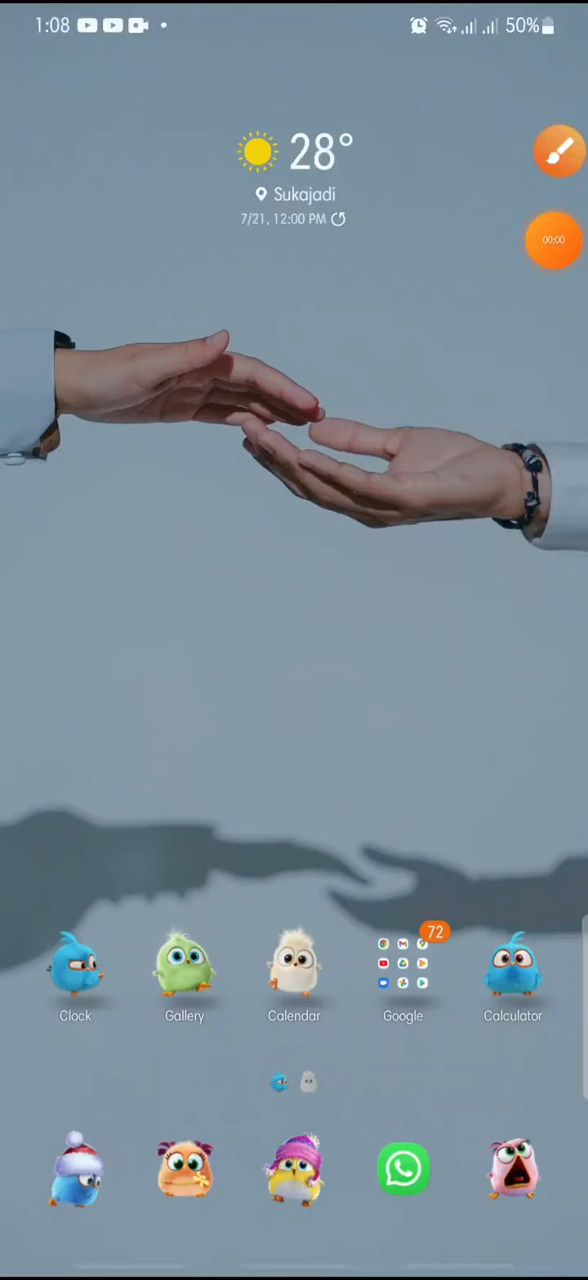 1:08
50%
28°
Sukajadi
7/21, 12:00 PM
00:00
72
Clock Gallery Calendar Google Calculator